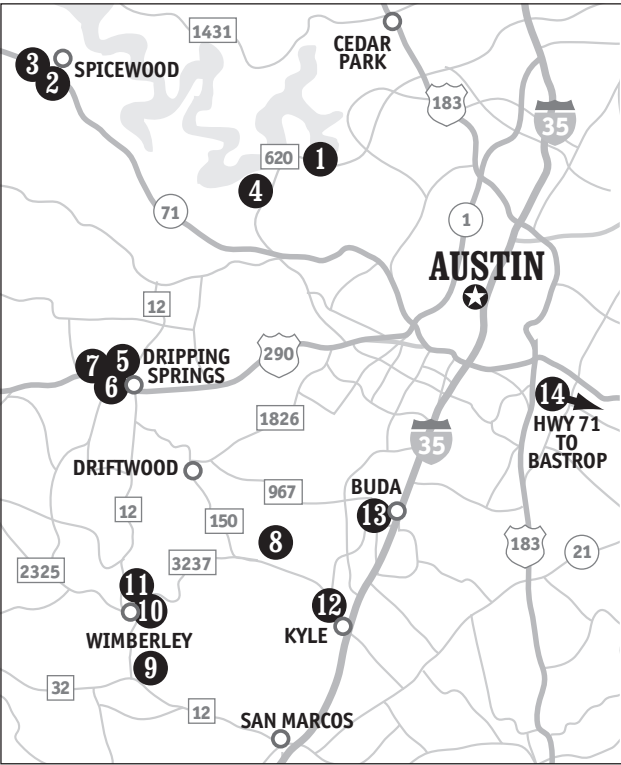 1431
CEDAR
PARK
3
2
SPICEWOOD
183
35
620
1
4
71
1
AUSTIN
12
7
5
6
DRIPPING
SPRINGS
290
14
HWY 71
TO
BASTROP
1826
35
DRIFTWOOD
967
BUDA
13
12
150
8
183
21
2325
3237
11
10
WIMBERLEY
9
12
KYLE
32
12
SAN MARCOS